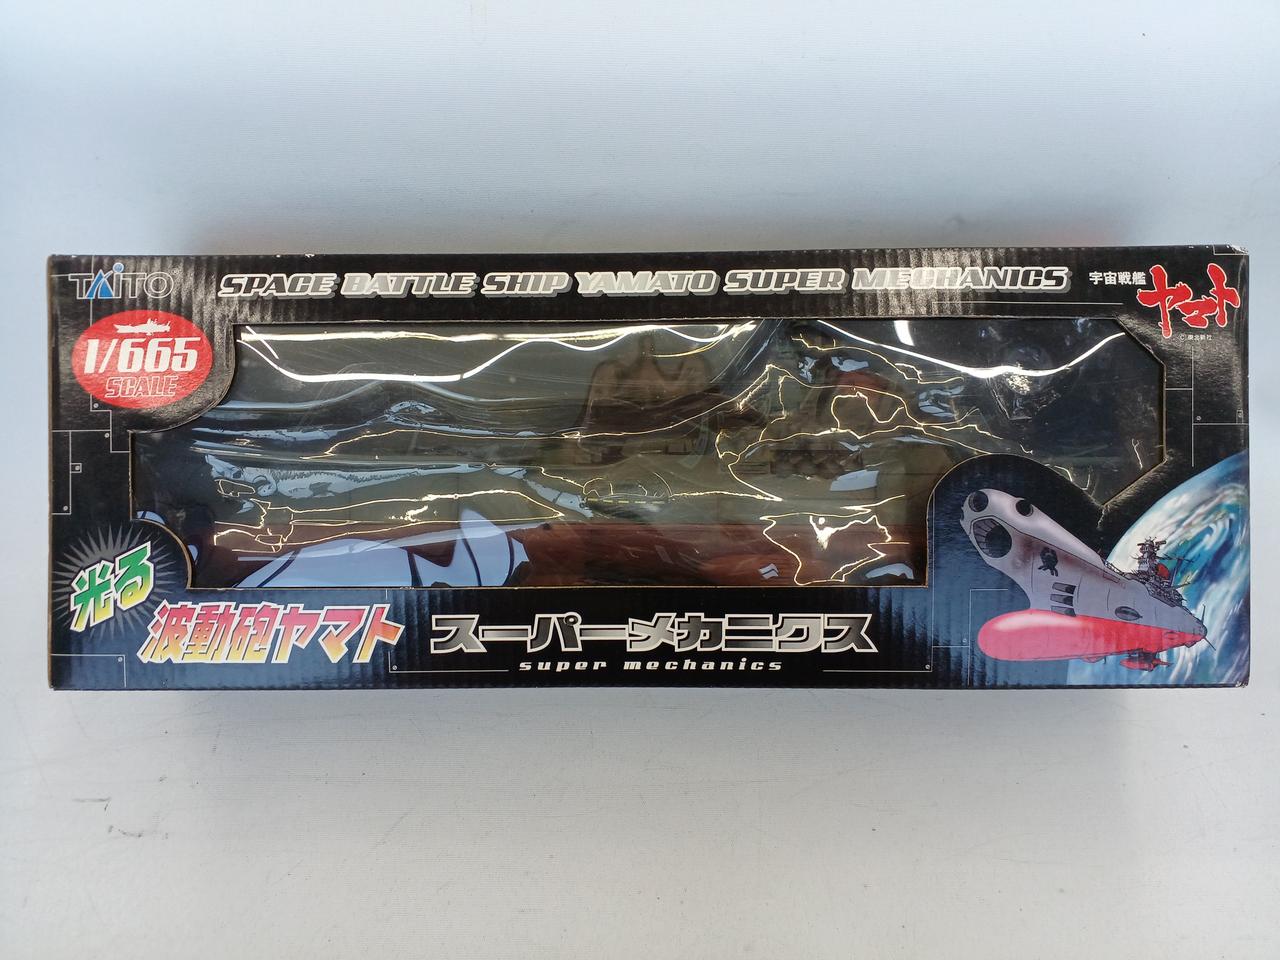 TAITO
SPACE BATTLE SHIP YAMATO SUPER MECHANICS
宇宙戦艦
ヤマト
1/665
SCALE
光る
波動砲ヤマト
スーパーメカニクス
super mechanics